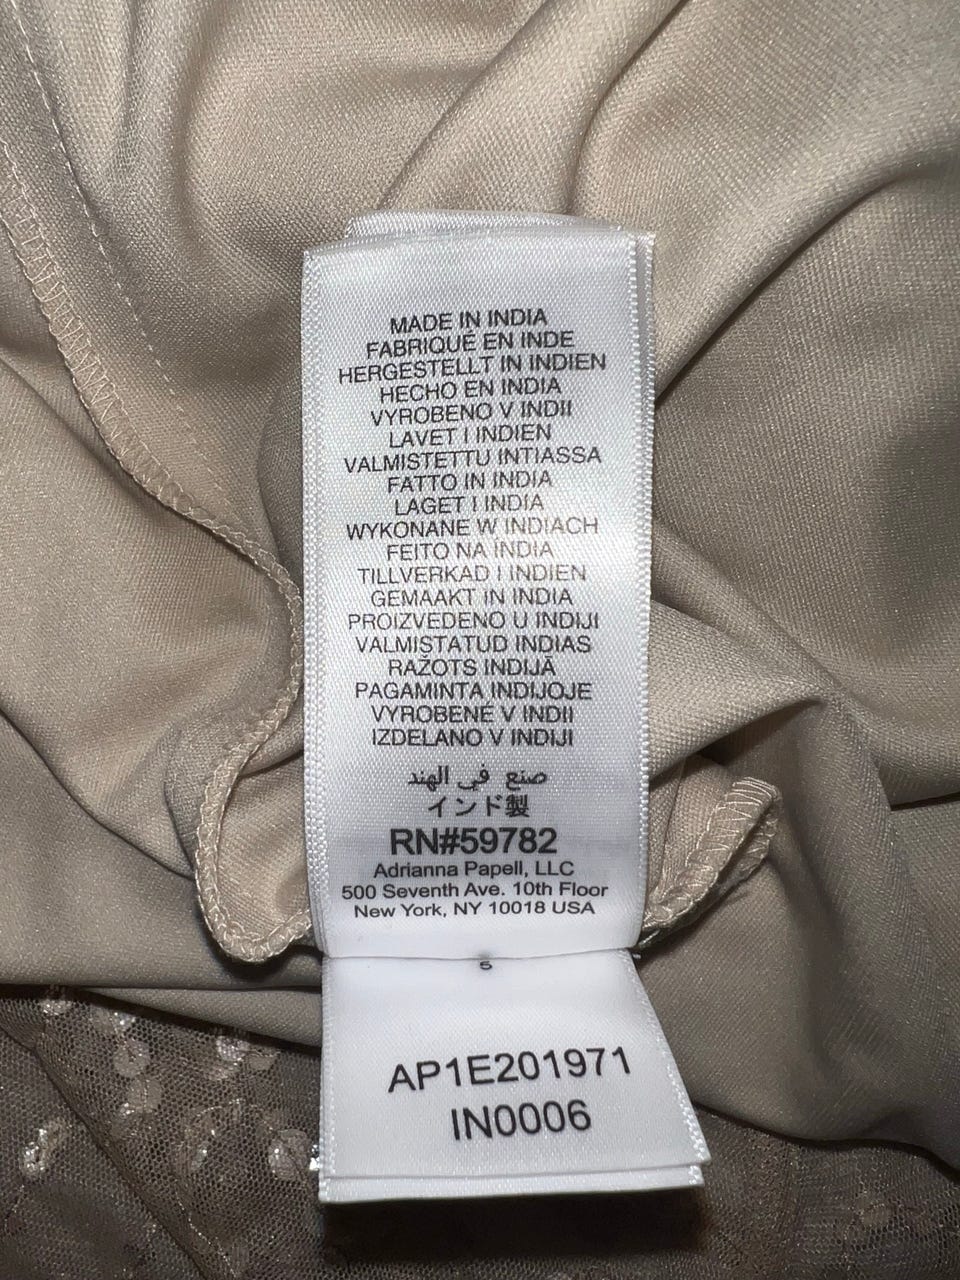 MADE IN INDIA
FABRIQUÉ EN INDE
HERGESTELLT IN INDIEN
HECHO EN INDIA
VYROBENO V INDII
LAVET I INDIEN
VALMISTETTU INTIASSA
FATTO IN INDIA
LAGET I INDIA
WYKONANE W INDIACH
FEITO NA ÍNDIA
TILLVERKAD I INDIEN
GEMAAKT IN INDIA
PROIZVEDENO U INDIJI
VALMISTATUD INDIAS
RAŽOTS INDIJĀ
PAGAMINTA INDIJOJE
VYROBENÉ V INDII
IZDELANO V INDIJI
صنع في الهند
インド製
RN#59782
Adrianna Papell, LLC
500 Seventh Ave. 10th Floor
New York, NY 10018 USA
5
AP1E201971
IN0006